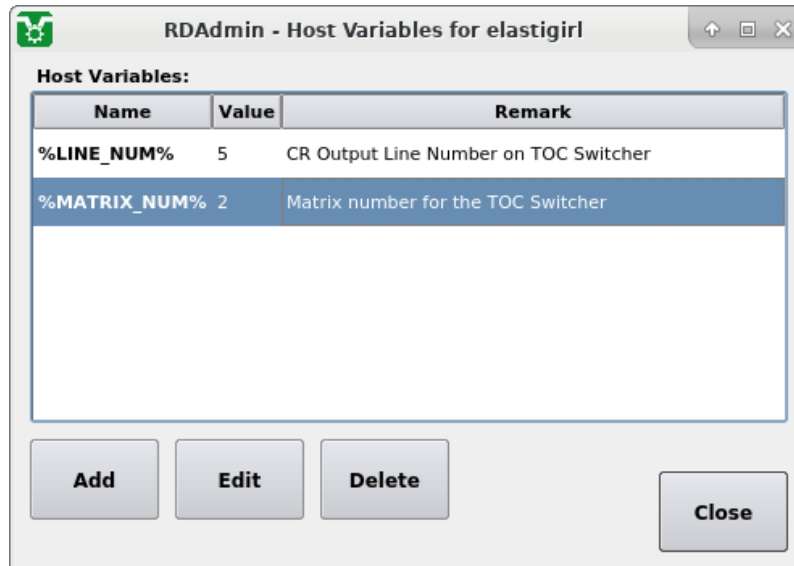 RDAdmin - Host Variables for elastigirl
Host Variables:
Name Value Remark
%LINE_NUM% 5 CR Output Line Number on TOC Switcher
%MATRIX_NUM% 2 Matrix number for the TOC Switcher
Add Edit Delete
Close